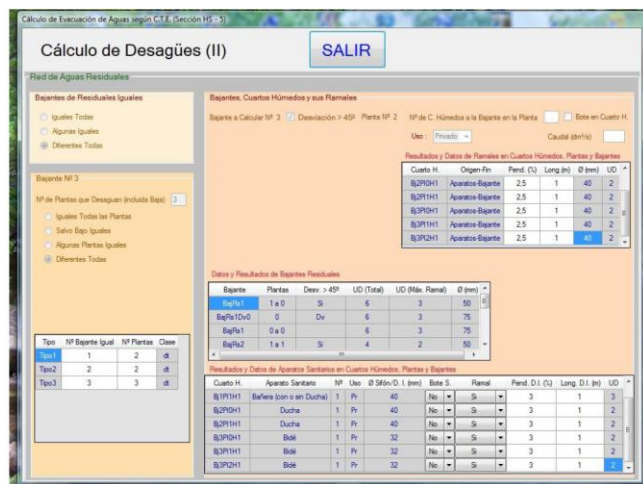 Cálculo de Evacuación de Aguas según C.T.E. (Sección HS - 5)
Cálculo de Desagües (II)
SALIR
Red de Aguas Residuales
Bajantes de Residuales Iguales
Iguales Todas
Algunas Iguales
Diferentes Todas
Bajante Nº 3
Nº de Plantas que Desaguan (incluida Baja) 3
Iguales Todas las Plantas
Salvo Bajo Iguales
Algunas Plantas Iguales
Diferentes Todas
Tipo Nº Bajante Igual Nº Plantas Clase
Tipo1 1 2 dt
Tipo2 2 2 dt
Tipo3 3 3 dt
Bajantes, Cuartos Húmedos y sus Ramales
Bajante a Calcular Nº 3 Desviación > 45º Planta Nº 2 Nº de C. Húmedos a la Bajante en la Planta Bote en Cuarto H.
Uso : Privado Caudal (dm³/s)
Resultados y Datos de Ramales en Cuartos Húmedos, Plantas y Bajantes
Cuarto H. Origen-Fin Pend. (%) Long.(m) Ø (mm) UD
Bj2Pl0H1 Aparatos-Bajante 2,5 1 40 2
Bj2Pl1H1 Aparatos-Bajante 2,5 1 40 2
Bj3Pl0H1 Aparatos-Bajante 2,5 1 40 2
Bj3Pl1H1 Aparatos-Bajante 2,5 1 40 2
Bj3Pl2H1 Aparatos-Bajante 2,5 1 40 2
Datos y Resultados de Bajantes Residuales
Bajante Plantas Desv. > 45º UD (Total) UD (Máx. Ramal) Ø (mm)
BajRs1 1 a 0 Si 6 3 50
BajRs1Dv0 0 Dv 6 3 75
BajRs1 0 a 0 6 3 75
BajRs2 1 a 1 Si 4 2 50
Resultados y Datos de Aparatos Sanitarios en Cuartos Húmedos, Plantas y Bajantes
Cuarto H. Aparato Sanitario Nº Uso Ø Sifón/D. I. (mm) Bote S. Ramal Pend. D.I. (%) Long. D.I. (m) UD
Bj1Pl1H1 Bañera (con o sin Ducha) 1 Pr 40 No Si 3 1 3
Bj2Pl0H1 Ducha 1 Pr 40 No Si 3 1 2
Bj2Pl1H1 Ducha 1 Pr 40 No Si 3 1 2
Bj3Pl0H1 Bidé 1 Pr 32 No Si 3 1 2
Bj3Pl1H1 Bidé 1 Pr 32 No Si 3 1 2
Bj3Pl2H1 Bidé 1 Pr 32 No Si 3 1 2